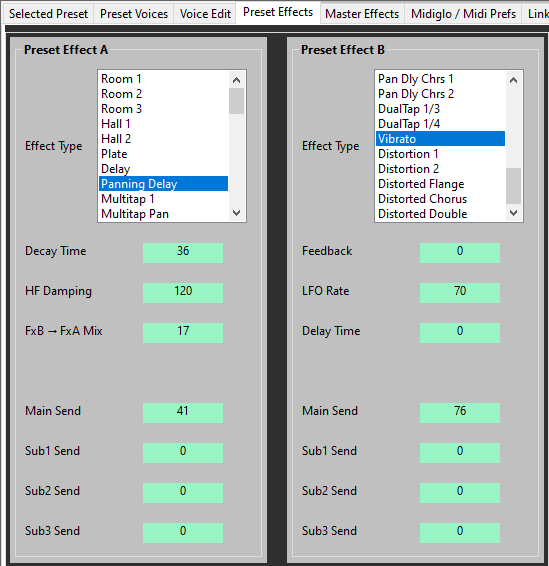 Selected Preset Preset Voices Voice Edit Preset Effects Master Effects Midiglo / Midi Prefs Link
Preset Effect A
Effect Type
Room 1
Room 2
Room 3
Hall 1
Hall 2
Plate
Delay
Panning Delay
Multitap 1
Multitap Pan
Decay Time 36
HF Damping 120
FxB → FxA Mix 17
Main Send 41
Sub1 Send 0
Sub2 Send 0
Sub3 Send 0
Preset Effect B
Effect Type
Pan Dly Chrs 1
Pan Dly Chrs 2
DualTap 1/3
DualTap 1/4
Vibrato
Distortion 1
Distortion 2
Distorted Flange
Distorted Chorus
Distorted Double
Feedback 0
LFO Rate 70
Delay Time 0
Main Send 76
Sub1 Send 0
Sub2 Send 0
Sub3 Send 0